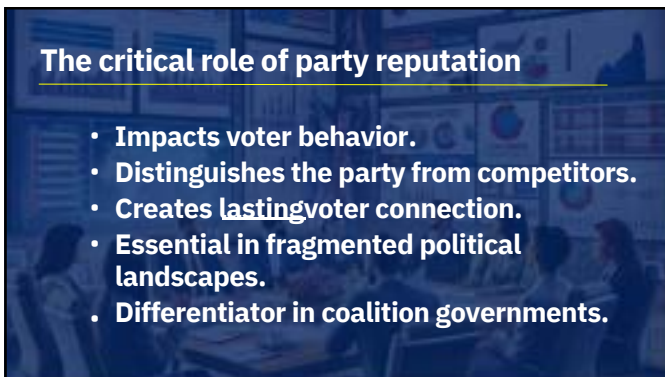 The critical role of party reputation
• Impacts voter behavior.
• Distinguishes the party from competitors.
• Creates lastingvoter connection.
• Essential in fragmented political
landscapes.
. Differentiator in coalition governments.